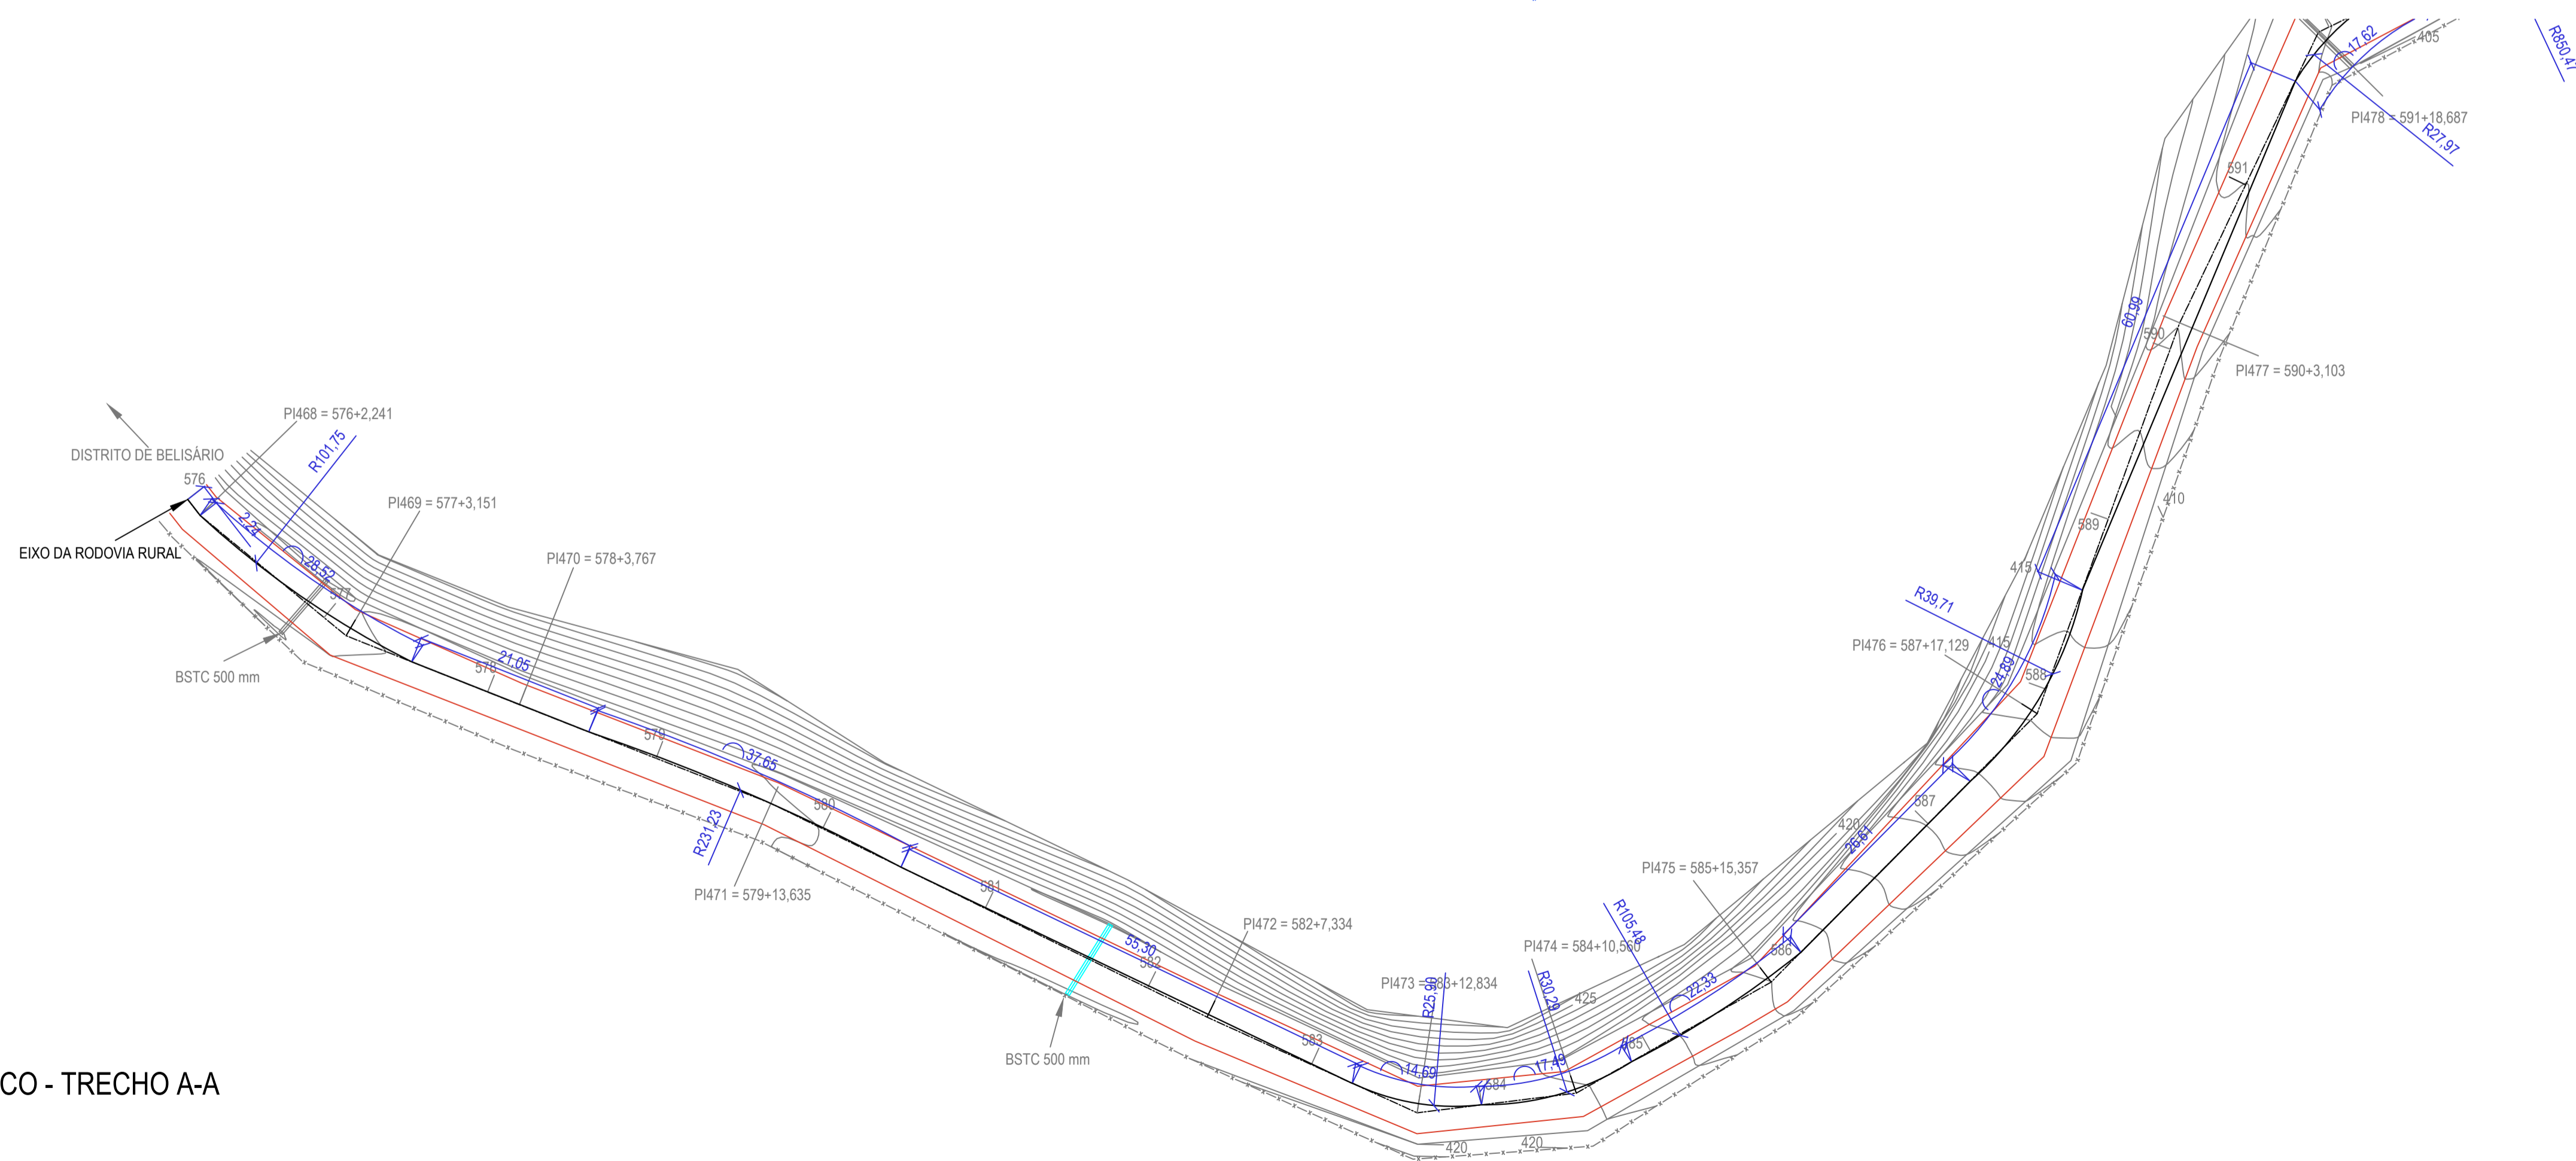 405
17,62
R850,47
PI478 = 591+18,687
R27,97
591
60,99
590
PI477 = 590+3,103
PI468 = 576+2,241
R101,75
DISTRITO DE BELISÁRIO
576
PI469 = 577+3,151
2,24
EIXO DA RODOVIA RURAL
PI470 = 578+3,767
28,52
577
410
589
415
R39,71
415
PI476 = 587+17,129
24,89
588
BSTC 500 mm
21,05
578
579
37,65
580
R231,23
587
420
26,61
PI475 = 585+15,357
PI471 = 579+13,635
581
R105,48
PI472 = 582+7,334
55,30
PI474 = 584+10,560
586
582
PI473 = 583+12,834
R25,90
R30,29
425
22,33
583
585
BSTC 500 mm
14,69
17,49
584
CO - TRECHO A-A
420
420